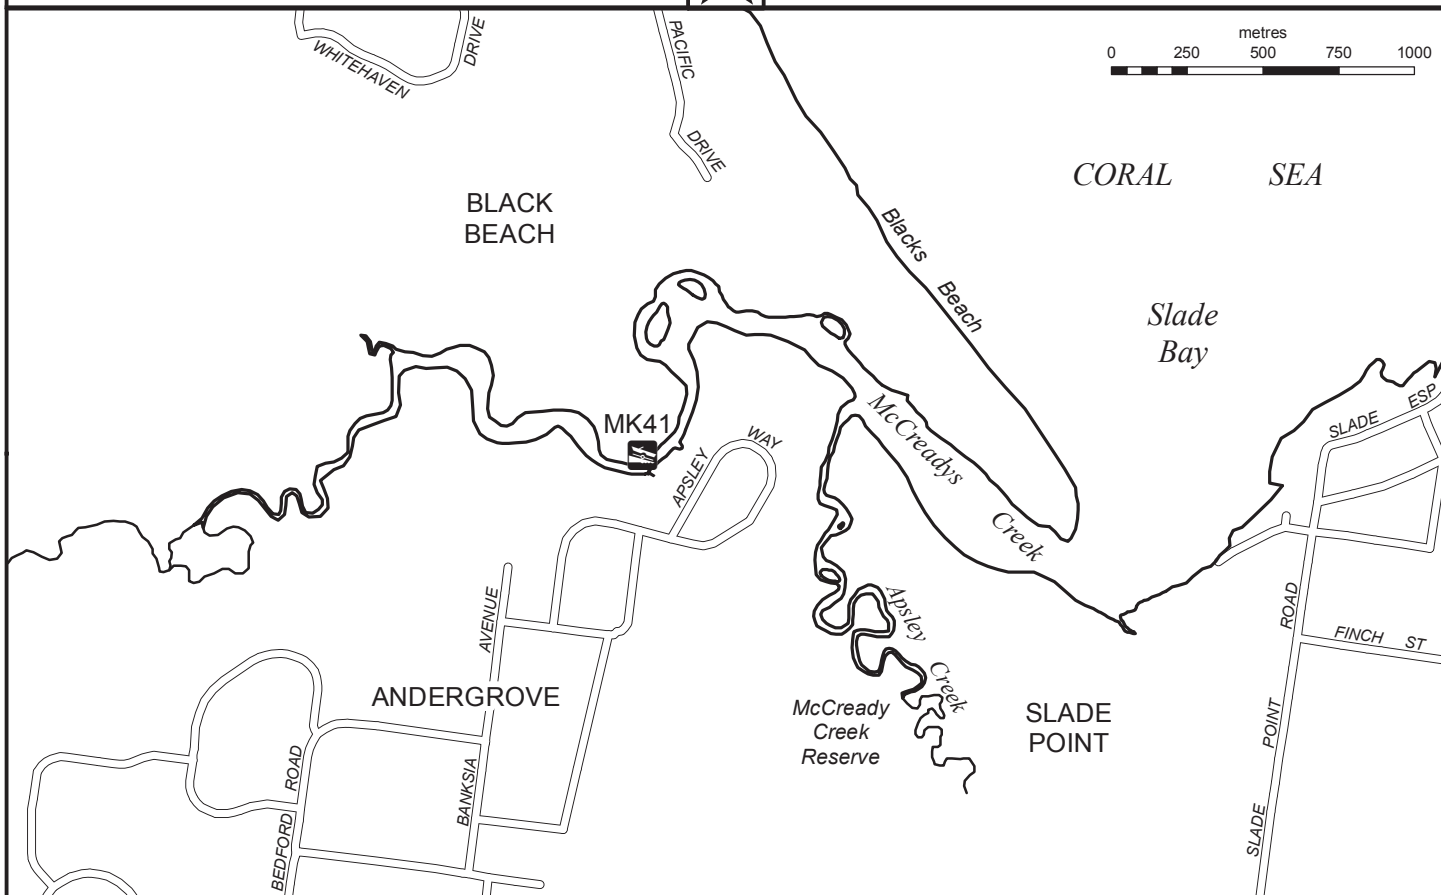 WHITEHAVEN
DRIVE
PACIFIC
DRIVE
metres
0 250 500 750 1000
CORAL SEA
BLACK
BEACH
Blacks
Beach
Slade
Bay
MK41
McCreadys
Creek
APSLEY
WAY
SLADE
ESP
AVENUE
Apsley
Creek
ROAD
FINCH ST
ANDERGROVE
McCready
Creek
Reserve
SLADE
POINT
POINT
ROAD
BANKSIA
BEDFORD
SLADE